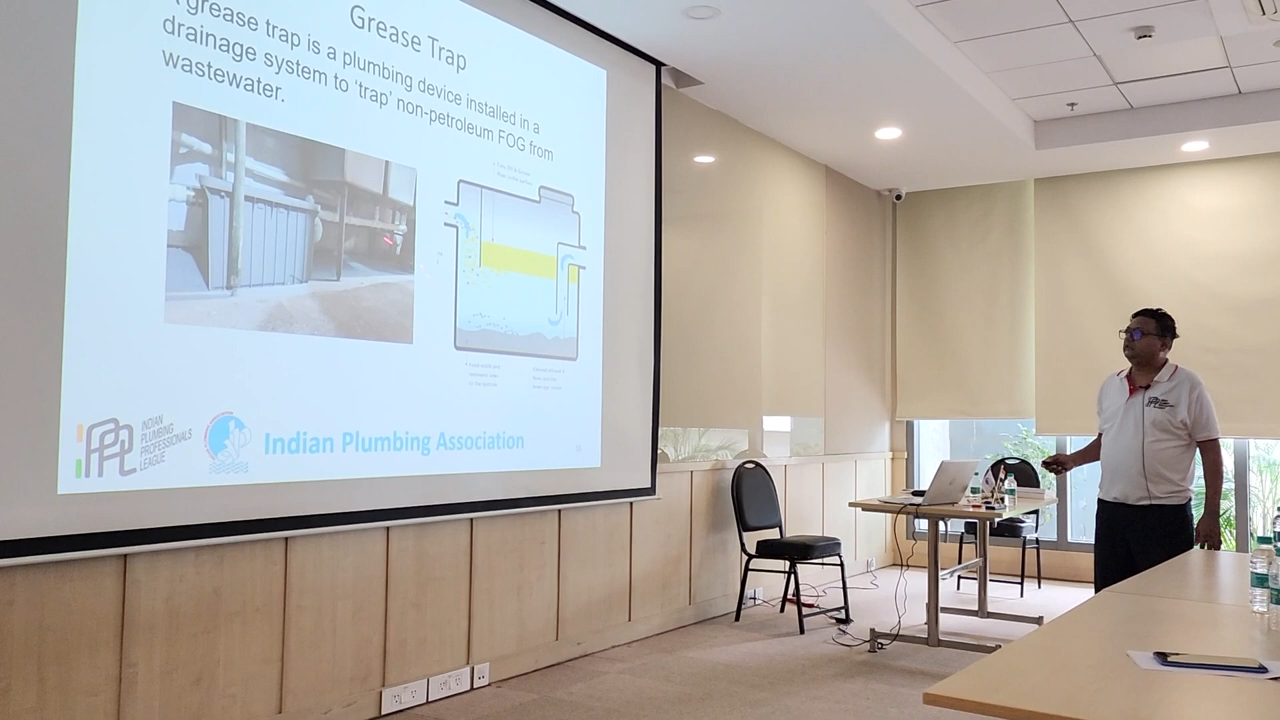 Grease Trap
A grease trap is a plumbing device installed in a
drainage system to ‘trap’ non-petroleum FOG from
wastewater.
INDIAN
PLUMBING
PROFESSIONALS
LEAGUE
Indian Plumbing Association